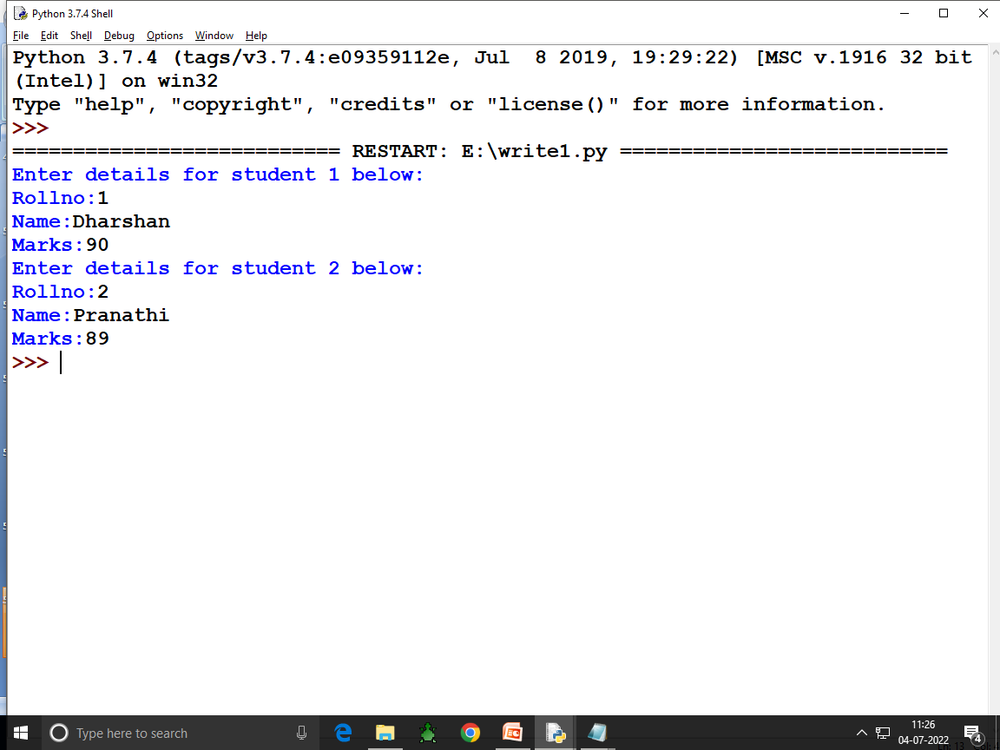 Python 3.7.4 Shell
File Edit Shell Debug Options Window Help
Python 3.7.4 (tags/v3.7.4:e09359112e, Jul  8 2019, 19:29:22) [MSC v.1916 32 bit
(Intel)] on win32
Type "help", "copyright", "credits" or "license()" for more information.
>>>
=========================== RESTART: E:\write1.py ===========================
Enter details for student 1 below:
Rollno:1
Name:Dharshan
Marks:90
Enter details for student 2 below:
Rollno:2
Name:Pranathi
Marks:89
>>>
Type here to search
11:26
04-07-2022
4